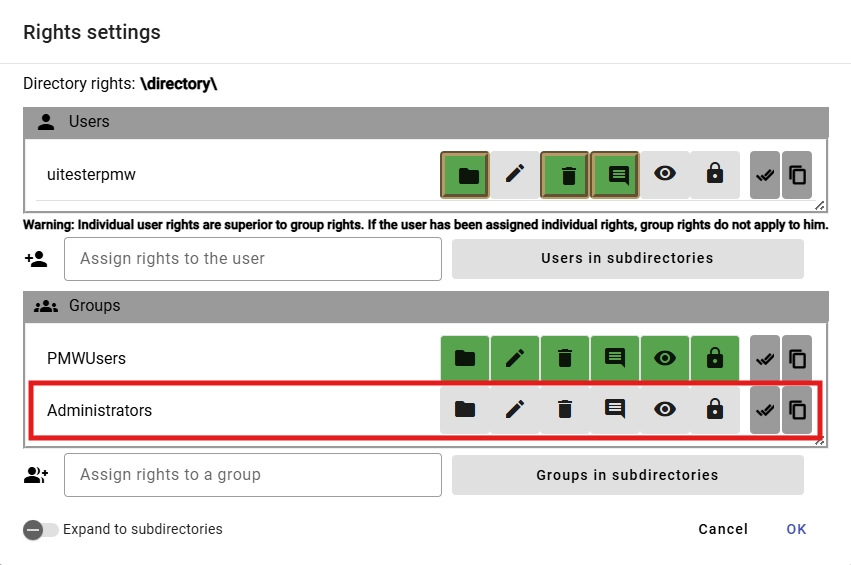 Rights settings
Directory rights: \directory\
Users
uitesterpmw
Warning: Individual user rights are superior to group rights. If the user has been assigned individual rights, group rights do not apply to him.
Assign rights to the user
Users in subdirectories
Groups
PMWUsers
Administrators
Assign rights to a group
Groups in subdirectories
Expand to subdirectories
Cancel
OK